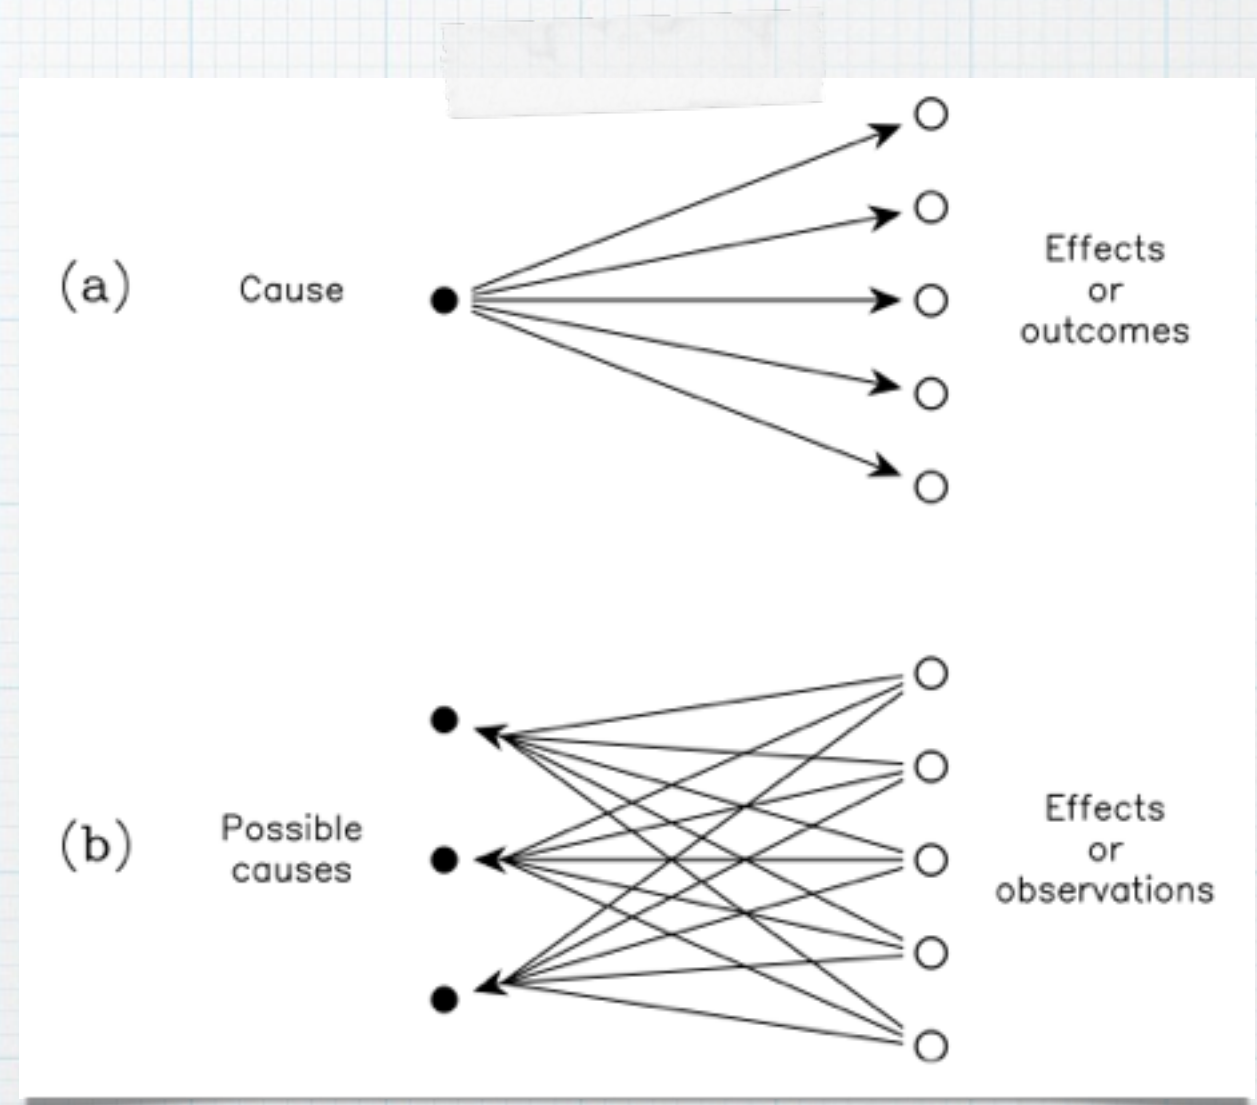 (a)
Cause
Effects
or
outcomes
(b)
Possible
causes
Effects
or
observations